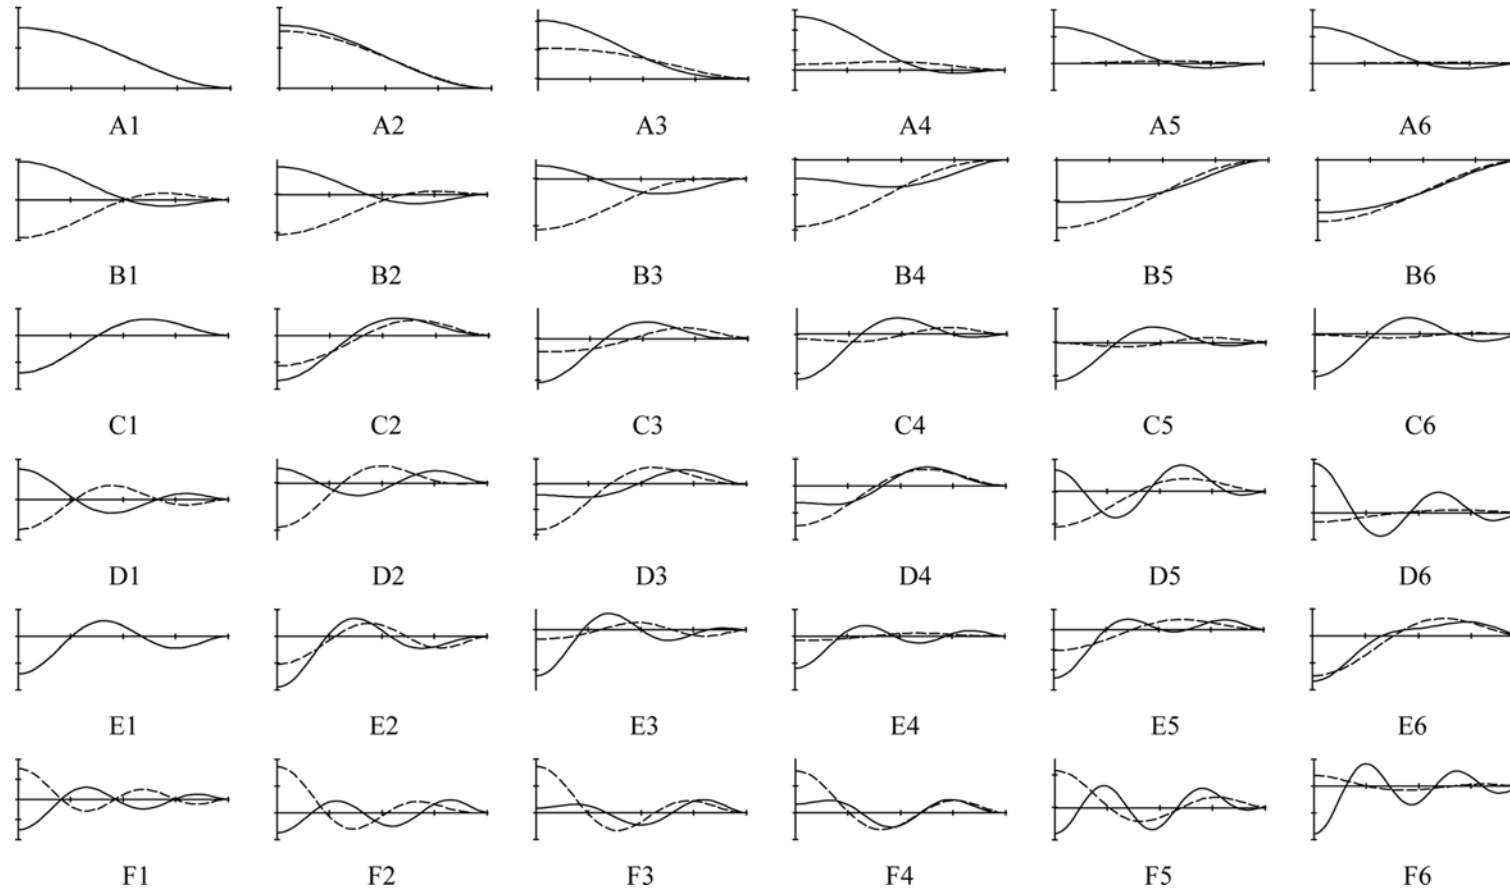 A1 A2 A3 A4 A5 A6
B1 B2 B3 B4 B5 B6
C1 C2 C3 C4 C5 C6
D1 D2 D3 D4 D5 D6
E1 E2 E3 E4 E5 E6
F1 F2 F3 F4 F5 F6